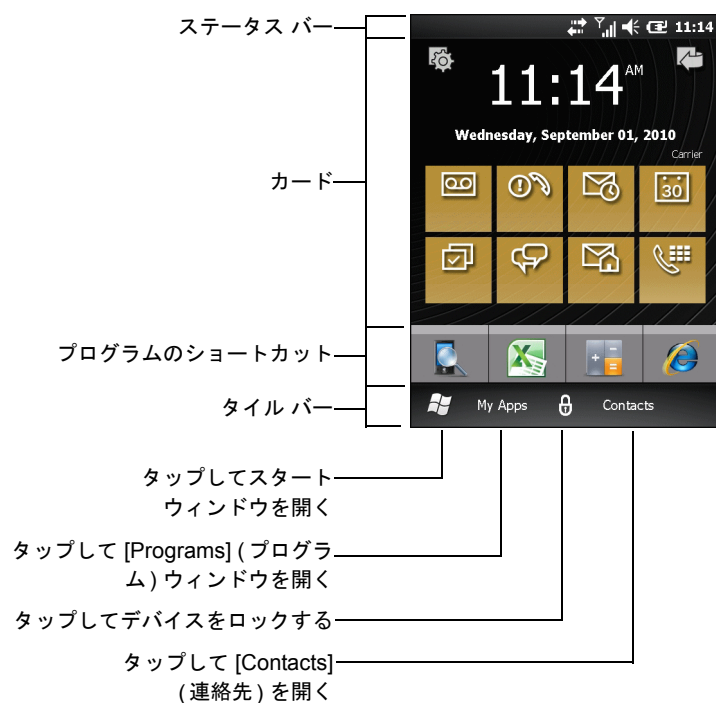 ステータス バー
11:14
11:14 AM
Wednesday, September 01, 2010
Carrier
カード
30
プログラムのショートカット
タイル バー
My Apps
Contacts
タップしてスタート
ウィンドウを開く
タップして [Programs] ( プログラ
ム ) ウィンドウを開く
タップしてデバイスをロックする
タップして [Contacts]
( 連絡先 ) を開く